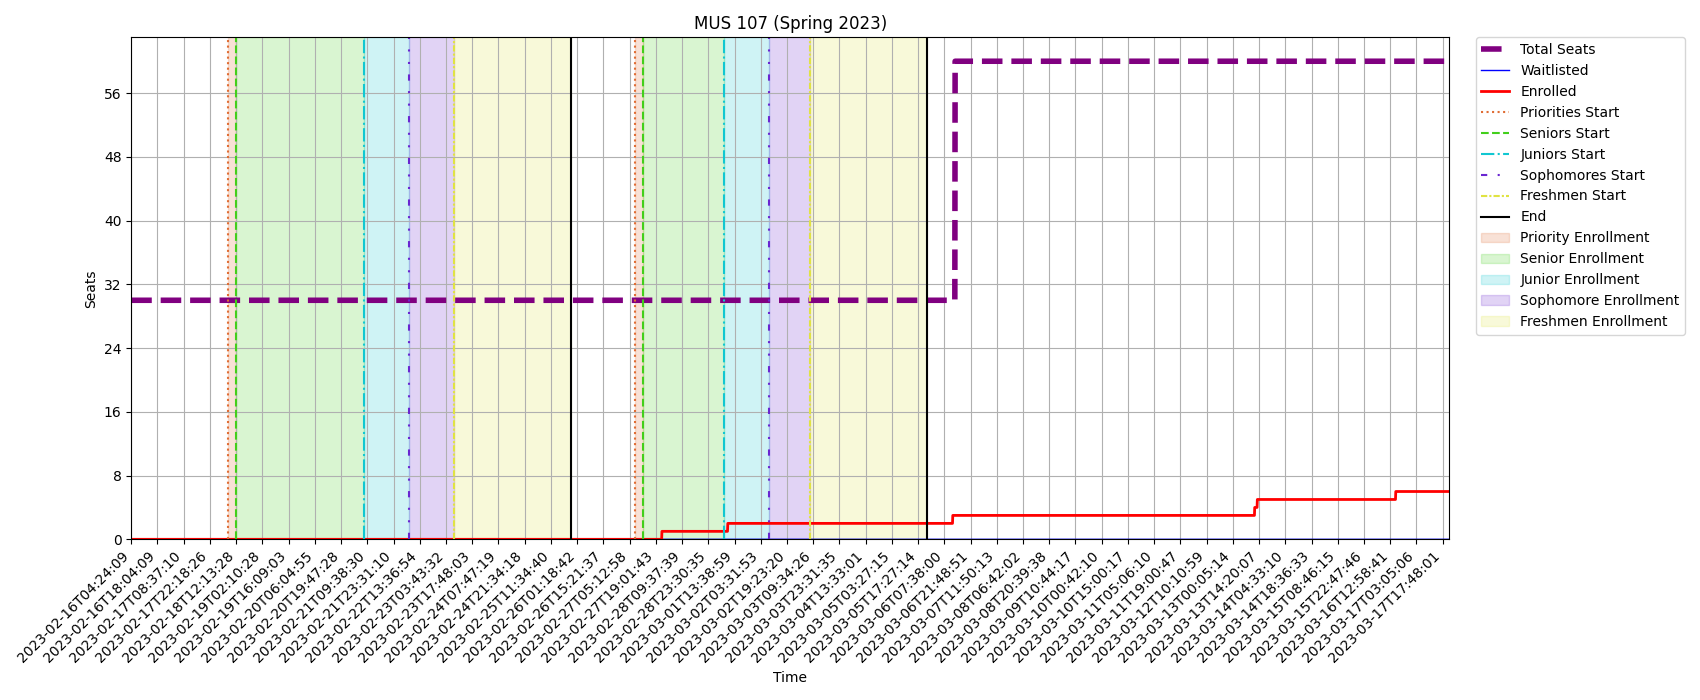 MUS 107 (Spring 2023)
Total Seats
Waitlisted
Enrolled
Priorities Start
Seniors Start
Juniors Start
Sophomores Start
Freshmen Start
End
Priority Enrollment
Senior Enrollment
Junior Enrollment
Sophomore Enrollment
Freshmen Enrollment
Seats
56
48
40
32
24
16
8
0
2023-02-16T04:24:09
2023-02-16T18:04:09
2023-02-17T08:37:10
2023-02-17T22:18:26
2023-02-18T12:13:28
2023-02-19T02:10:28
2023-02-19T16:09:03
2023-02-20T06:04:55
2023-02-20T19:47:28
2023-02-21T09:38:30
2023-02-21T23:31:10
2023-02-22T13:36:54
2023-02-23T03:43:32
2023-02-23T17:48:03
2023-02-24T07:47:19
2023-02-24T21:34:18
2023-02-25T11:34:40
2023-02-26T01:18:42
2023-02-26T15:21:37
2023-02-27T05:12:58
2023-02-27T19:01:43
2023-02-28T09:37:39
2023-02-28T23:30:35
2023-03-01T13:38:59
2023-03-02T03:31:53
2023-03-02T19:23:20
2023-03-03T09:34:26
2023-03-03T23:31:35
2023-03-04T13:33:01
2023-03-05T03:27:15
2023-03-05T17:27:14
2023-03-06T07:38:00
2023-03-06T21:48:51
2023-03-07T11:50:13
2023-03-08T06:42:02
2023-03-08T20:39:38
2023-03-09T10:44:17
2023-03-10T00:42:10
2023-03-10T15:00:17
2023-03-11T05:06:10
2023-03-11T19:00:47
2023-03-12T10:10:59
2023-03-13T00:05:14
2023-03-13T14:20:07
2023-03-14T04:33:10
2023-03-14T18:36:33
2023-03-15T08:46:15
2023-03-15T22:47:46
2023-03-16T12:58:41
2023-03-17T03:05:06
2023-03-17T17:48:01
Time